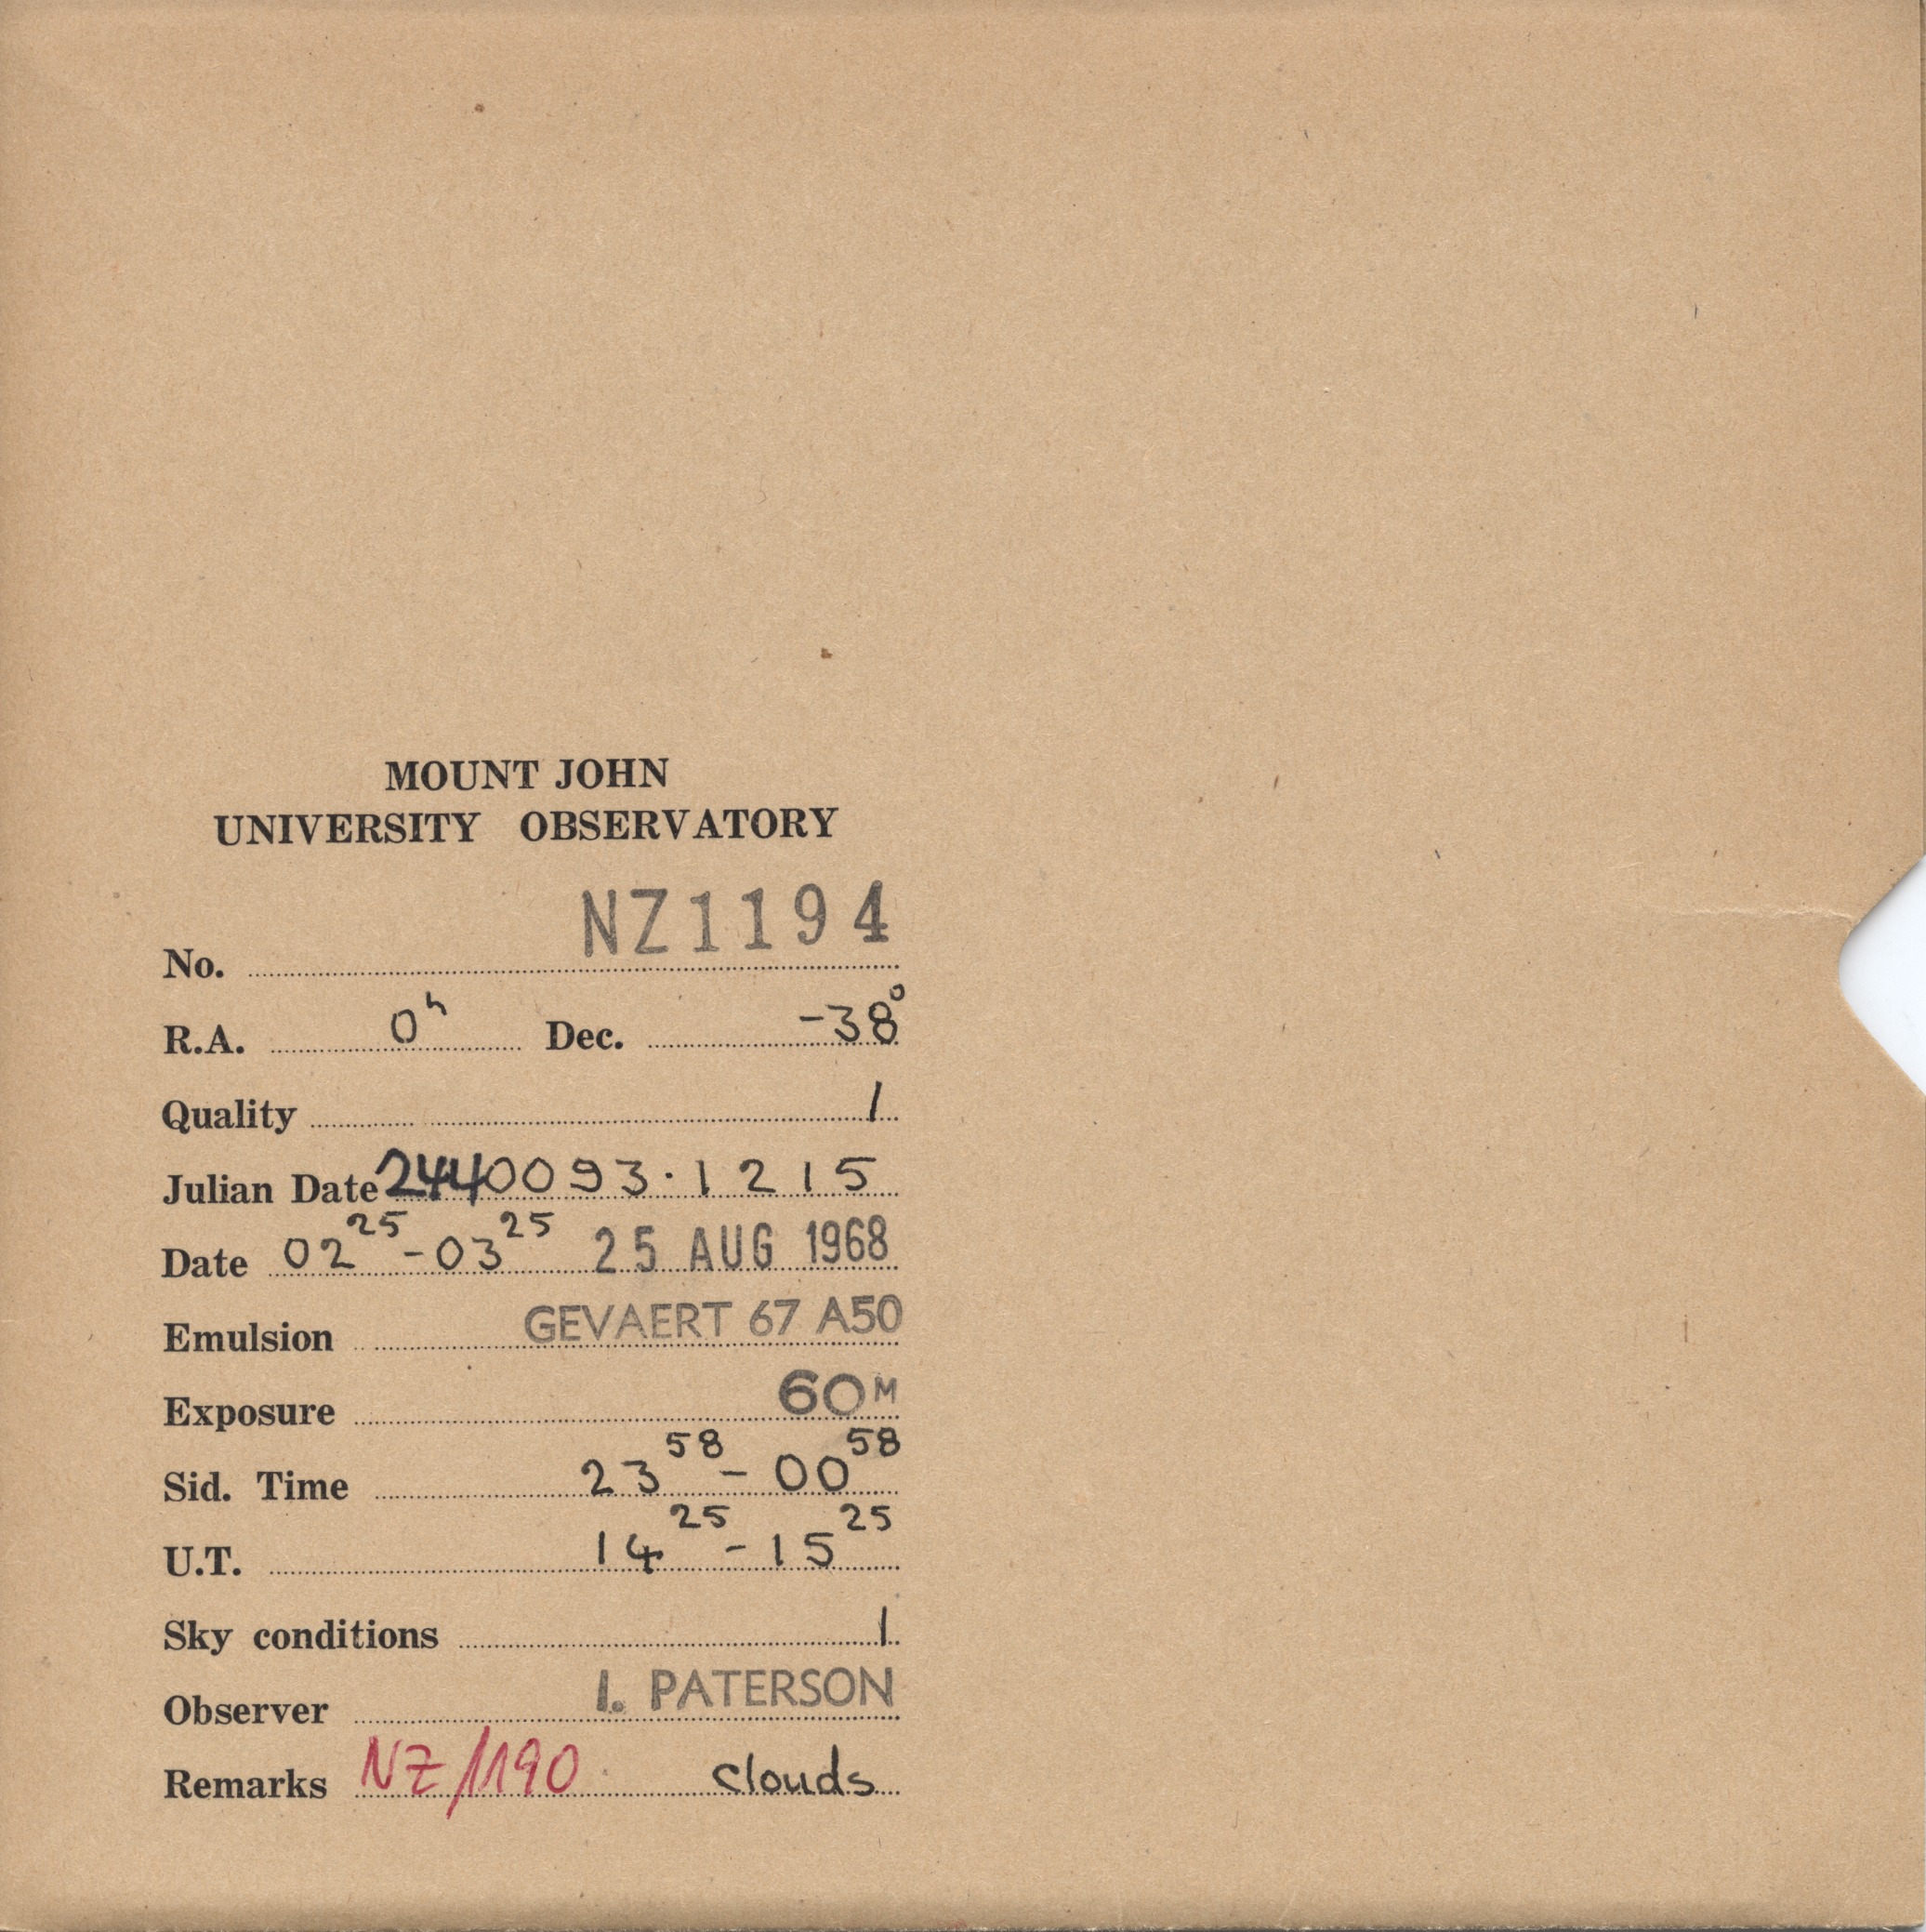 MOUNT JOHN
UNIVERSITY OBSERVATORY
No. NZ1194
R.A. 0h Dec. -38°
Quality 1
Julian Date 2440093.1215
Date 02 25 - 03 25 25 AUG 1968
Emulsion GEVAERT 67 A50
Exposure 60M
Sid. Time 23 58 - 00 58
U.T. 14 25 - 15 25
Sky conditions 1
Observer I. PATERSON
Remarks NZ/1190 clouds